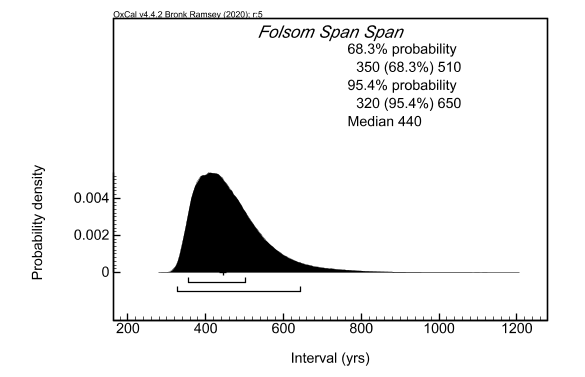 OxCal v4.4.2 Bronk Ramsey (2020); r:5
Folsom Span Span
68.3% probability
350 (68.3%) 510
95.4% probability
320 (95.4%) 650
Median 440
Probability density
0.004
0.002
0
200 400 600 800 1000 1200
Interval (yrs)